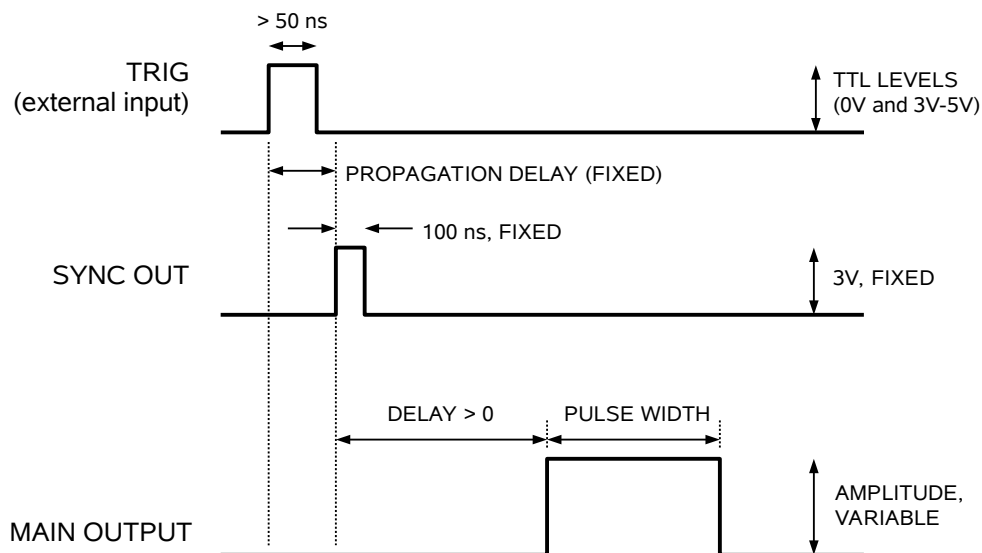 > 50 ns
TRIG
(external input)
TTL LEVELS
(0V and 3V-5V)
PROPAGATION DELAY (FIXED)
100 ns, FIXED
SYNC OUT
3V, FIXED
DELAY > 0
PULSE WIDTH
AMPLITUDE,
VARIABLE
MAIN OUTPUT